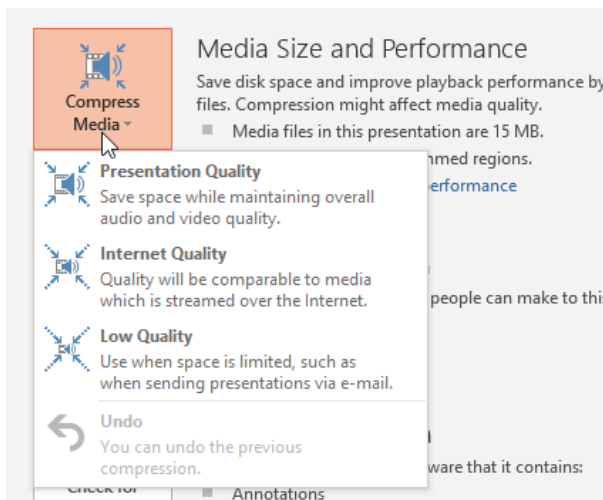 Media Size and Performance
Save disk space and improve playback performance by
files. Compression might affect media quality.
Compress
Media
Media files in this presentation are 15 MB.
regions.
Presentation Quality
Save space while maintaining overall
audio and video quality.
Internet Quality
Quality will be comparable to media
which is streamed over the Internet.
people can make to
Low Quality
Use when space is limited, such as
when sending presentations via e-mail.
Undo
You can undo the previous
compression.
that it contains:
Check for
Annotations